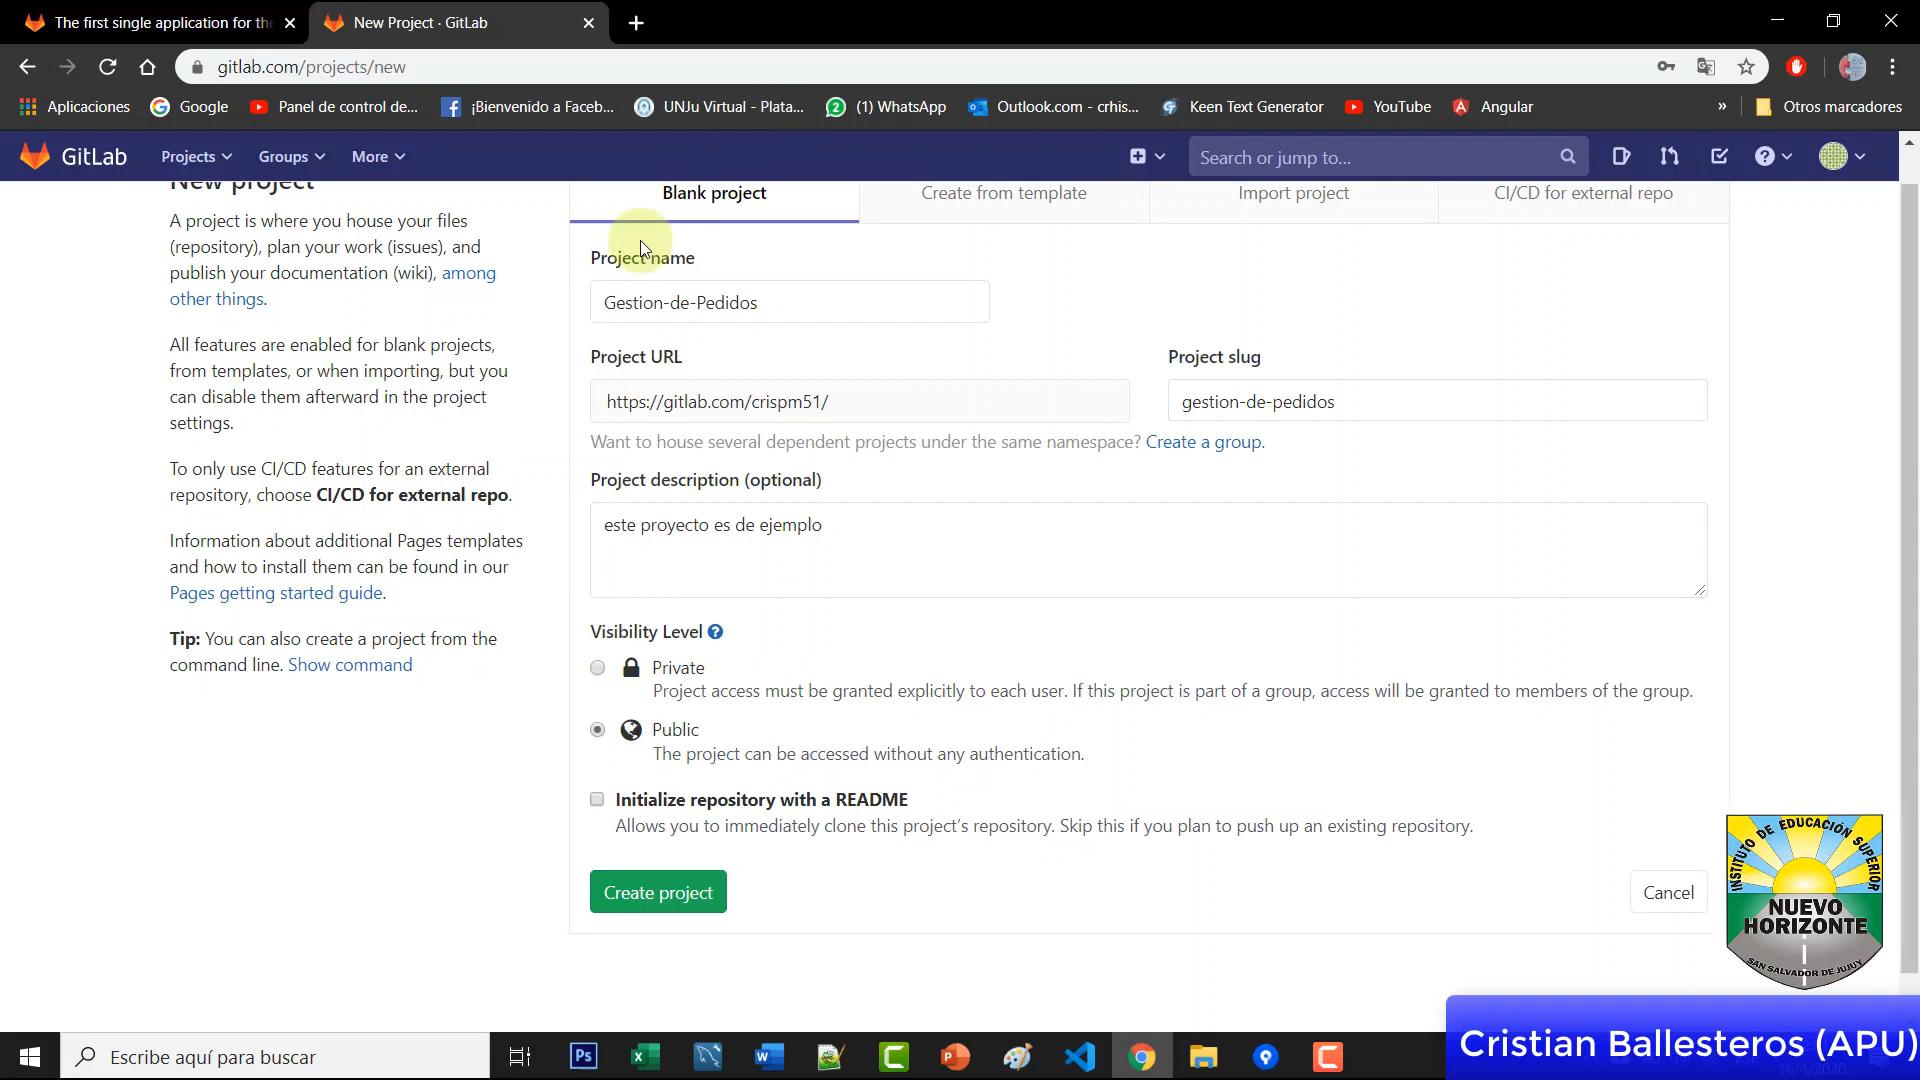 The first single application for the
New Project · GitLab
gitlab.com/projects/new
Aplicaciones
Google
Panel de control de...
¡Bienvenido a Faceb...
UNJu Virtual - Plata...
(1) WhatsApp
Outlook.com - crhis...
Keen Text Generator
YouTube
Angular
»
Otros marcadores
GitLab
Projects
Groups
More
Search or jump to...
New project
A project is where you house your files
(repository), plan your work (issues), and
publish your documentation (wiki), among
other things.
All features are enabled for blank projects,
from templates, or when importing, but you
can disable them afterward in the project
settings.
To only use CI/CD features for an external
repository, choose CI/CD for external repo.
Information about additional Pages templates
and how to install them can be found in our
Pages getting started guide.
Tip: You can also create a project from the
command line. Show command
Blank project
Create from template
Import project
CI/CD for external repo
Project name
Gestion-de-Pedidos
Project URL
https://gitlab.com/crispm51/
Project slug
gestion-de-pedidos
Want to house several dependent projects under the same namespace? Create a group.
Project description (optional)
este proyecto es de ejemplo
Visibility Level
Private
Project access must be granted explicitly to each user. If this project is part of a group, access will be granted to members of the group.
Public
The project can be accessed without any authentication.
Initialize repository with a README
Allows you to immediately clone this project's repository. Skip this if you plan to push up an existing repository.
Create project
Cancel
INSTITUTO DE EDUCACIÓN SUPERIOR
NUEVO
HORIZONTE
SAN SALVADOR DE JUJUY
Cristian Ballesteros (APU)
Escribe aquí para buscar
16/4/2020